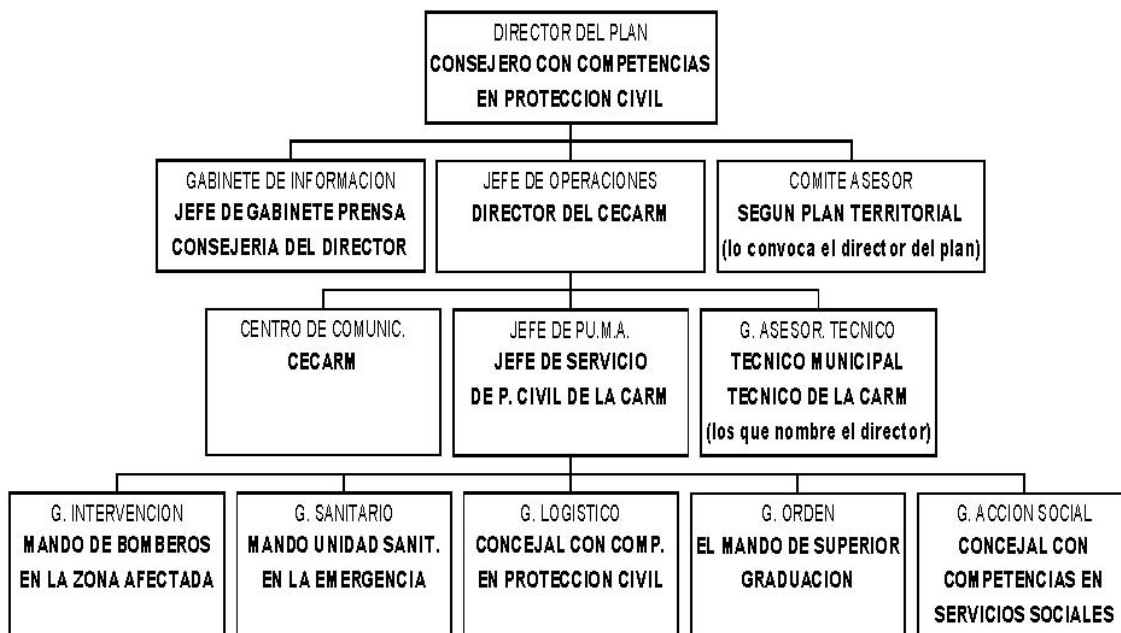 DIRECTOR DEL PLAN
CONSEJERO CON COMPETENCIAS
EN PROTECCION CIVIL
GABINETE DE INFORMACION
JEFE DE GABINETE PRENSA
CONSEJERIA DEL DIRECTOR
JEFE DE OPERACIONES
DIRECTOR DEL CECARM
COMITE ASESOR
SEGUN PLAN TERRITORIAL
(lo convoca el director del plan)
CENTRO DE COMUNIC.
CECARM
JEFE DE P.U.M.A.
JEFE DE SERVICIO
DE P. CIVIL DE LA CARM
G. ASESOR. TECNICO
TECNICO MUNICIPAL
TECNICO DE LA CARM
(los que nombre el director)
G. INTERVENCION
MANDO DE BOMBEROS
EN LA ZONA AFECTADA
G. SANITARIO
MANDO UNIDAD SANIT.
EN LA EMERGENCIA
G. LOGISTICO
CONCEJAL CON COMP.
EN PROTECCION CIVIL
G. ORDEN
EL MANDO DE SUPERIOR
GRADUACION
G. ACCION SOCIAL
CONCEJAL CON
COMPETENCIAS EN
SERVICIOS SOCIALES